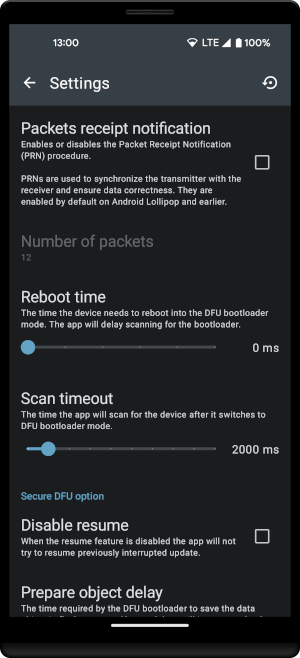 13:00 LTE 100%
Settings
Packets receipt notification
Enables or disables the Packet Receipt Notification
(PRN) procedure.
PRNs are used to synchronize the transmitter with the
receiver and ensure data correctness. They are
enabled by default on Android Lollipop and earlier.
Number of packets
12
Reboot time
The time the device needs to reboot into the DFU bootloader
mode. The app will delay scanning for the bootloader.
0 ms
Scan timeout
The time the app will scan for the device after it switches to
DFU bootloader mode.
2000 ms
Secure DFU option
Disable resume
When the resume feature is disabled the app will not
try to resume previously interrupted update.
Prepare object delay
The time required by the DFU bootloader to save the data